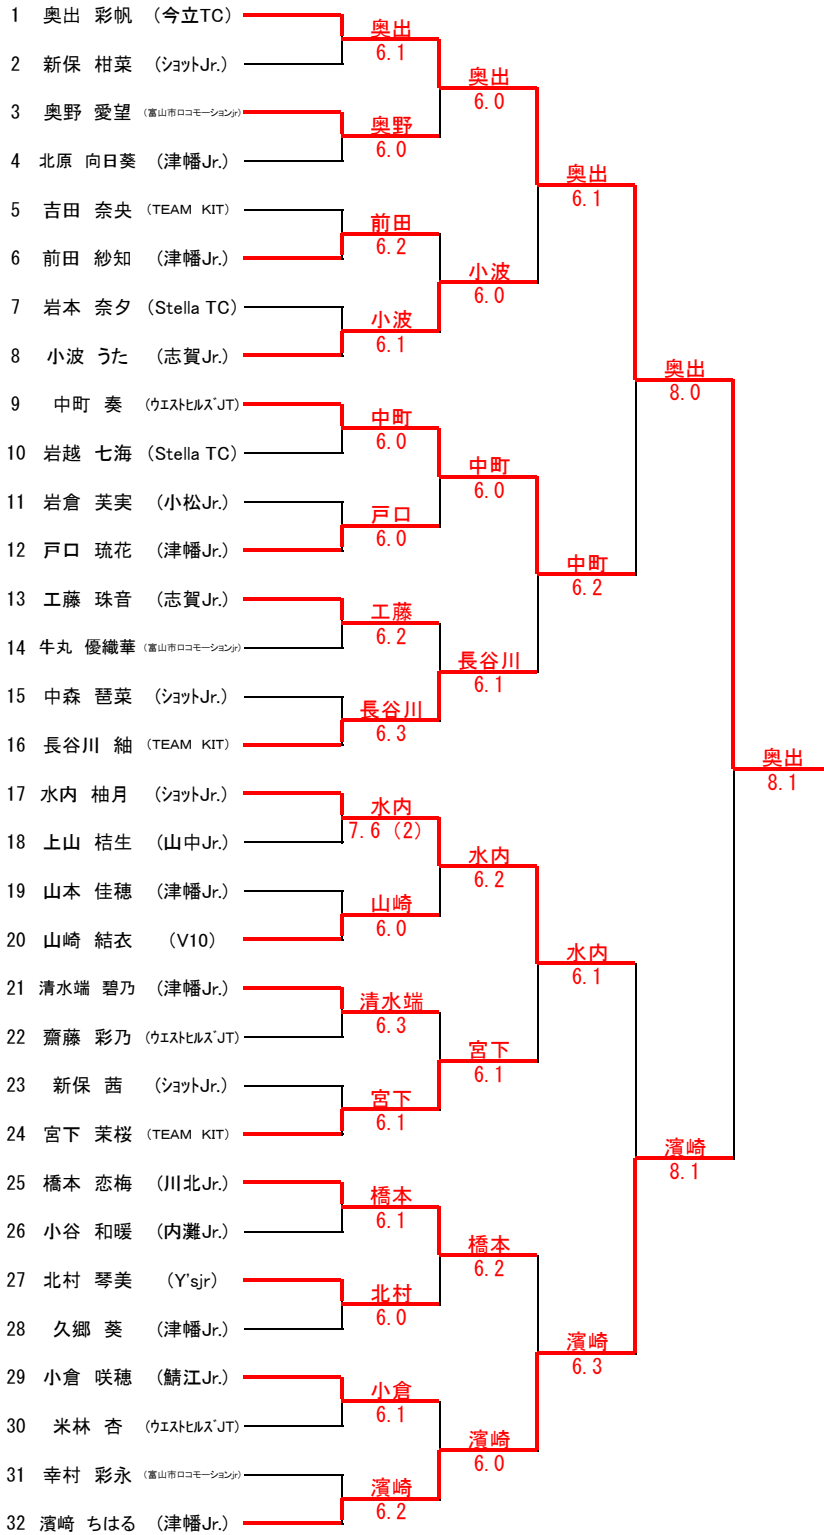 1 奥出 彩帆 (今立TC)
奥出
6.1
2 新保 柑菜 (ショットJr.)
奥出
6.0
3 奥野 愛望 (富山市ロコモーションjr)
奥野
6.0
4 北原 向日葵 (津幡Jr.)
奥出
6.1
5 吉田 奈央 (TEAM KIT)
前田
6.2
6 前田 紗知 (津幡Jr.)
小波
6.0
7 岩本 奈夕 (Stella TC)
小波
6.1
8 小波 うた (志賀Jr.)
奥出
8.0
9 中町 奏 (ウエストヒルズJT)
中町
6.0
10 岩越 七海 (Stella TC)
中町
6.0
11 岩倉 芙実 (小松Jr.)
戸口
6.0
12 戸口 琉花 (津幡Jr.)
中町
6.2
13 工藤 珠音 (志賀Jr.)
工藤
6.2
14 牛丸 優織華 (富山市ロコモーションjr)
長谷川
6.1
15 中森 琶菜 (ショットJr.)
長谷川
6.3
16 長谷川 紬 (TEAM KIT)
奥出
8.1
17 水内 柚月 (ショットJr.)
水内
7.6 (2)
18 上山 桔生 (山中Jr.)
水内
6.2
19 山本 佳穂 (津幡Jr.)
山崎
6.0
20 山崎 結衣 (V10)
水内
6.1
21 清水端 碧乃 (津幡Jr.)
清水端
6.3
22 齋藤 彩乃 (ウエストヒルズJT)
宮下
6.1
23 新保 茜 (ショットJr.)
宮下
6.1
24 宮下 茉桜 (TEAM KIT)
濱崎
8.1
25 橋本 恋梅 (川北Jr.)
橋本
6.1
26 小谷 和暖 (内灘Jr.)
橋本
6.2
27 北村 琴美 (Y'sjr)
北村
6.0
28 久郷 葵 (津幡Jr.)
濱崎
6.3
29 小倉 咲穂 (鯖江Jr.)
小倉
6.1
30 米林 杏 (ウエストヒルズJT)
濱崎
6.0
31 幸村 彩永 (富山市ロコモーションjr)
濱崎
6.2
32 濱﨑 ちはる (津幡Jr.)